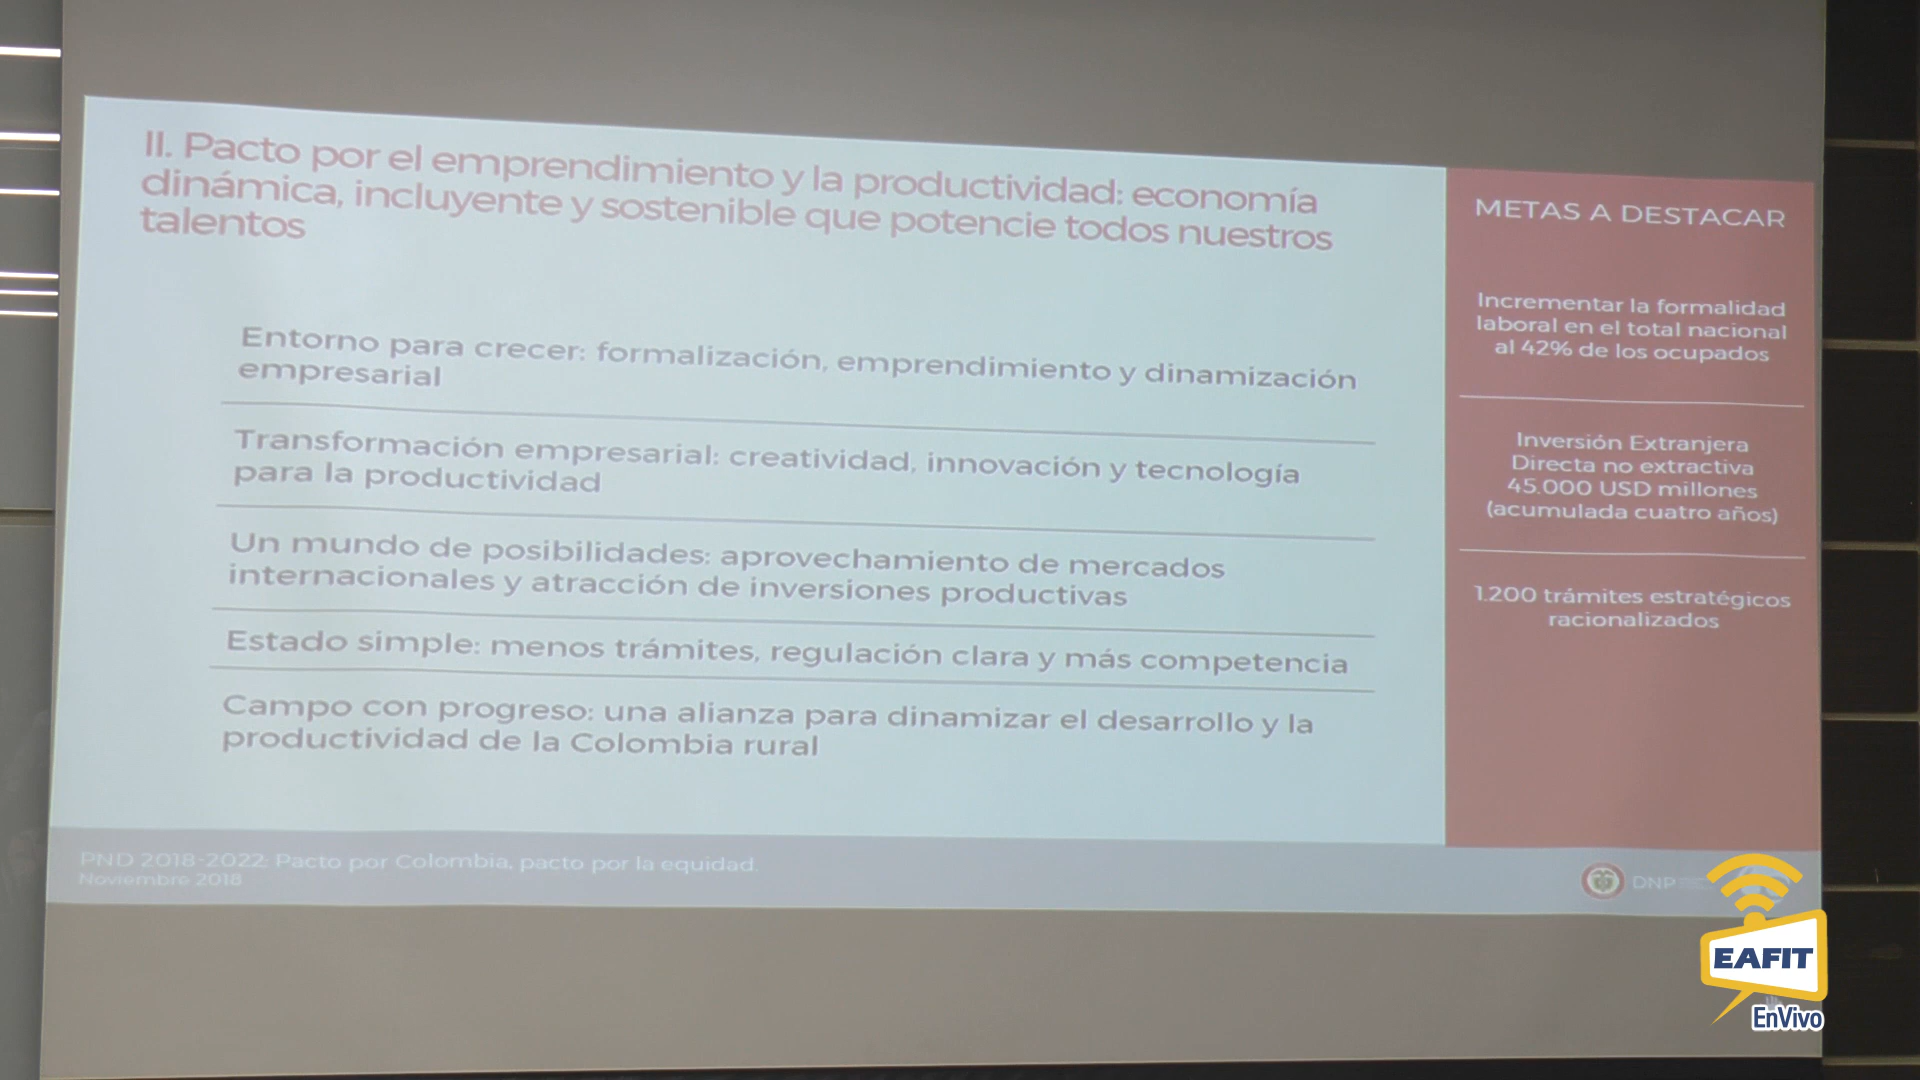 II. Pacto por el emprendimiento y la productividad: economía
dinámica, incluyente y sostenible que potencie todos nuestros
talentos
Entorno para crecer: formalización, emprendimiento y dinamización
empresarial
Transformación empresarial: creatividad, innovación y tecnología
para la productividad
Un mundo de posibilidades: aprovechamiento de mercados
internacionales y atracción de inversiones productivas
Estado simple: menos trámites, regulación clara y más competencia
Campo con progreso: una alianza para dinamizar el desarrollo y la
productividad de la Colombia rural
METAS A DESTACAR
Incrementar la formalidad
laboral en el total nacional
al 42% de los ocupados
Inversión Extranjera
Directa no extractiva
45.000 USD millones
(acumulada cuatro años)
1.200 trámites estratégicos
racionalizados
PND 2018-2022: Pacto por Colombia, pacto por la equidad.
Noviembre 2018
DNP
EAFIT
EnVivo